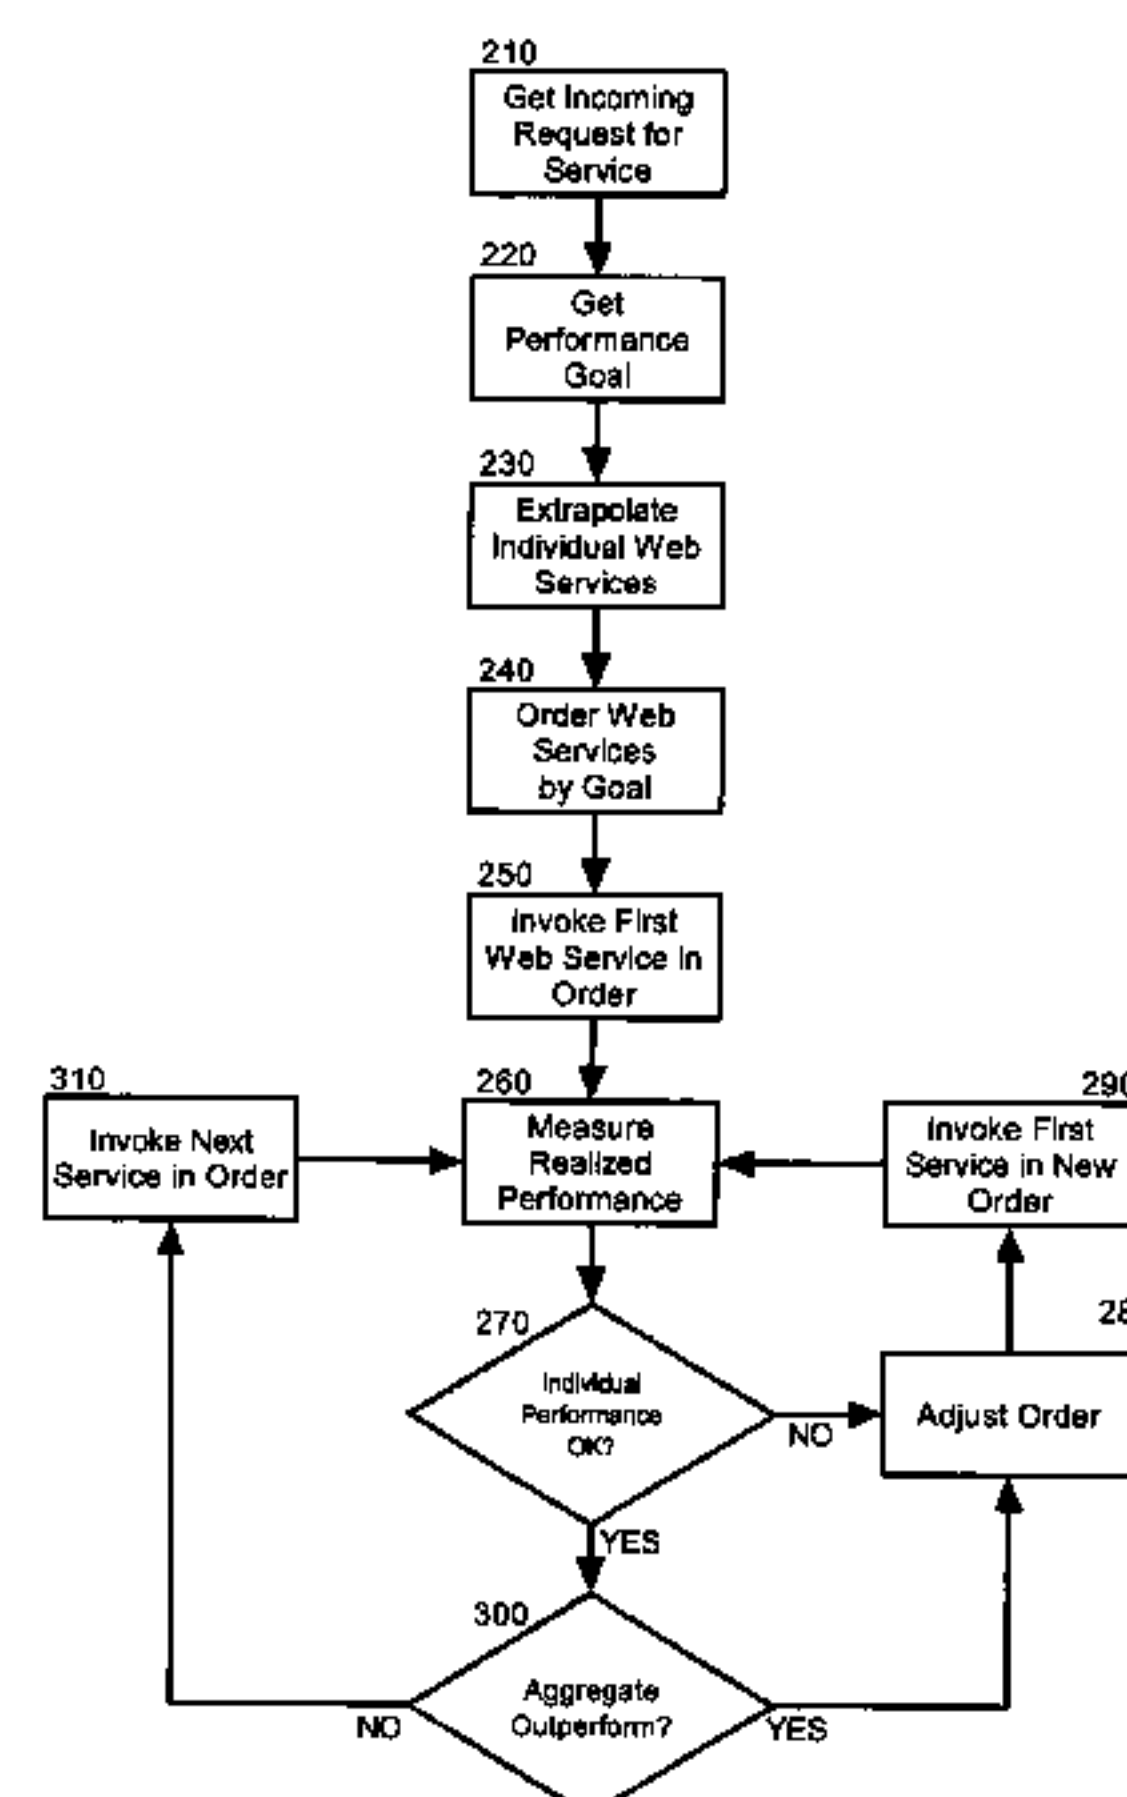 210
Get Incoming
Request for
Service
220
Get
Performance
Goal
230
Extrapolate
Individual Web
Services
240
Order Web
Services
by Goal
250
Invoke First
Web Service in
Order
310
Invoke Next
Service in Order
260
Measure
Realized
Performance
290
Invoke First
Service in New
Order
270
Individual
Performance
OK?
NO
28
Adjust Order
YES
300
Aggregate
Outperform?
NO
YES